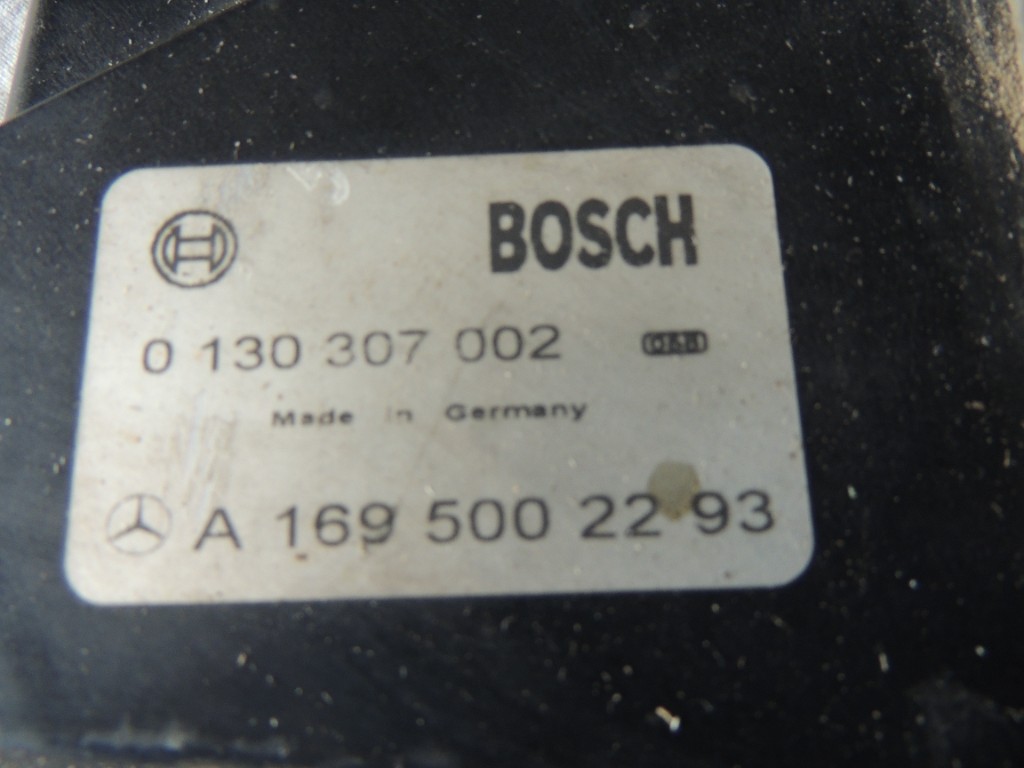 BOSCH
0 130 307 002
Made in Germany
A 169 500 22 93